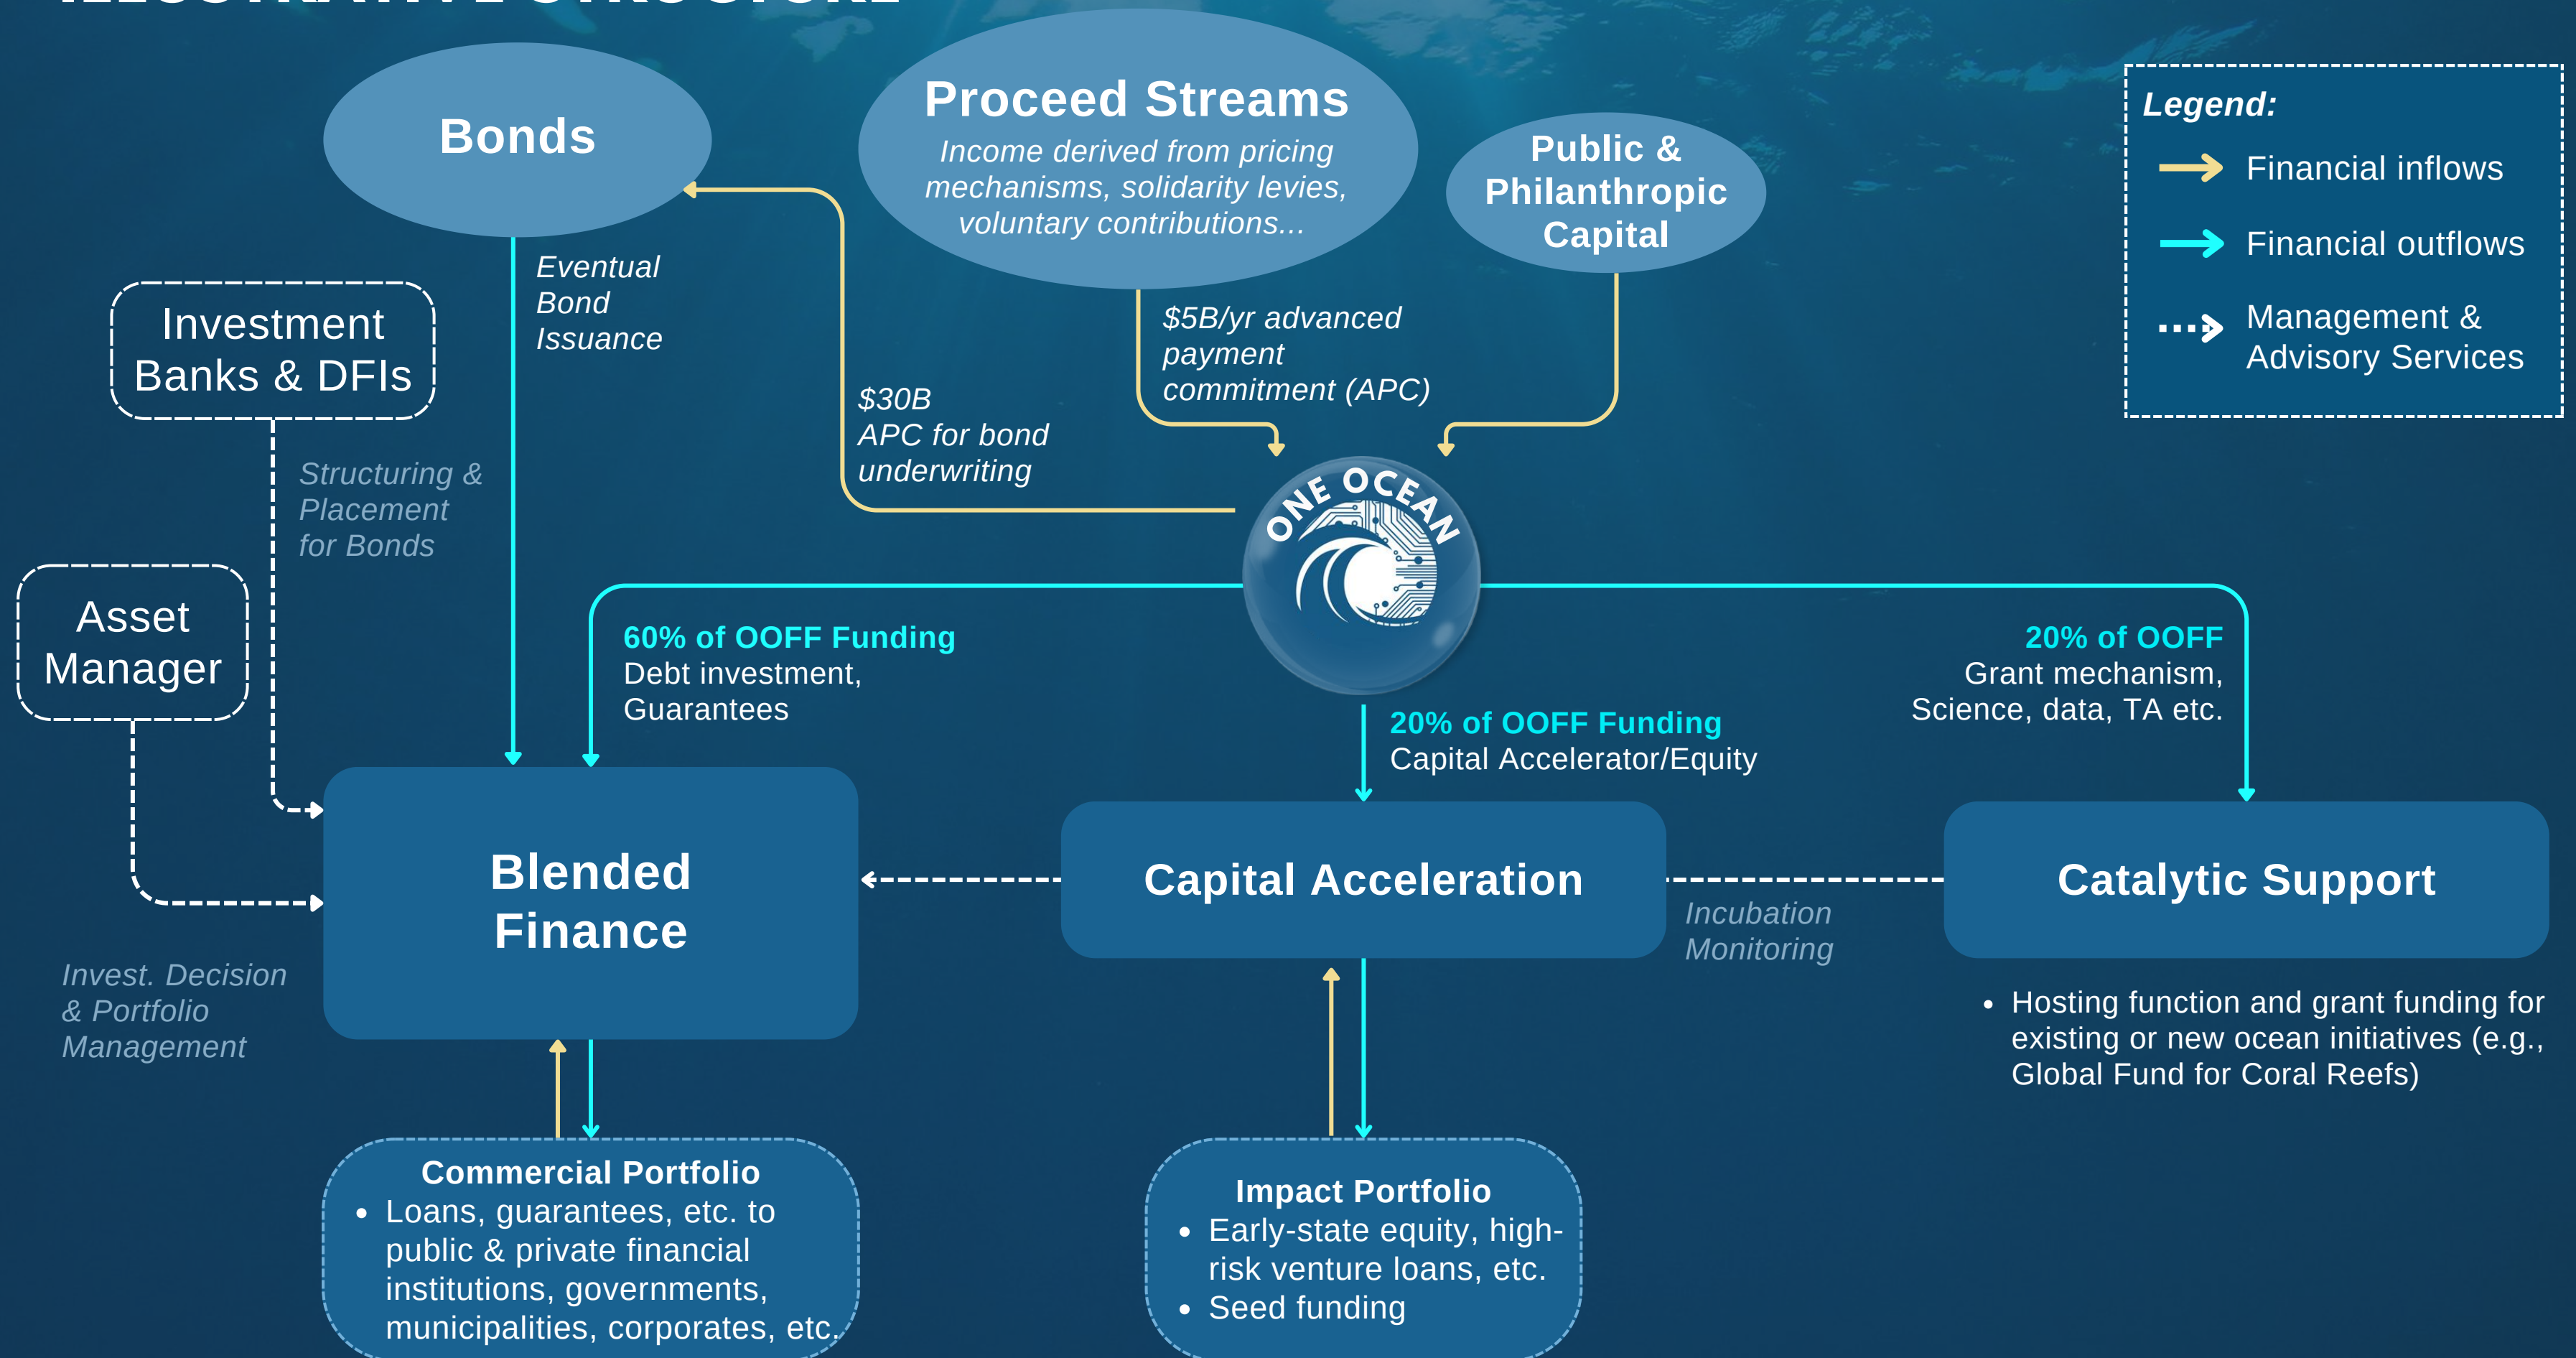 ILLUSTRATIVE STRUCTURE
Bonds
Proceed Streams
Income derived from pricing
mechanisms, solidarity levies,
voluntary contributions...
Public &
Philanthropic
Capital
Legend:
Financial inflows
Financial outflows
Management &
Advisory Services
Eventual
Bond
Issuance
Investment
Banks & DFIs
$5B/yr advanced
payment
commitment (APC)
$30B
APC for bond
underwriting
Structuring &
Placement
for Bonds
ONE OCEAN
Asset
Manager
60% of OOFF Funding
Debt investment,
Guarantees
20% of OOFF Funding
Capital Accelerator/Equity
20% of OOFF
Grant mechanism,
Science, data, TA etc.
Blended
Finance
Capital Acceleration
Catalytic Support
Incubation
Monitoring
Invest. Decision
& Portfolio
Management
• Hosting function and grant funding for
existing or new ocean initiatives (e.g.,
Global Fund for Coral Reefs)
Commercial Portfolio
• Loans, guarantees, etc. to
public & private financial
institutions, governments,
municipalities, corporates, etc.
Impact Portfolio
• Early-state equity, high-
risk venture loans, etc.
• Seed funding